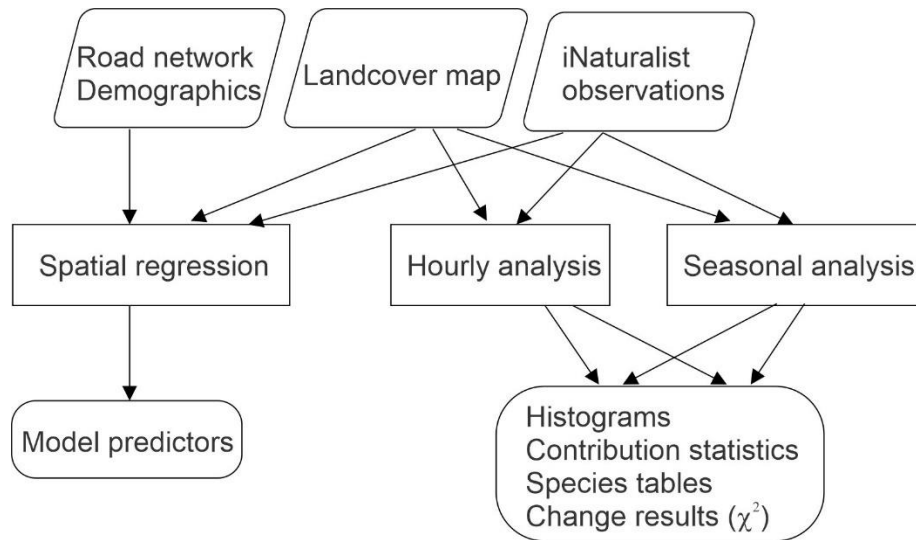 Road network
Demographics
Landcover map
iNaturalist
observations
Spatial regression
Hourly analysis
Seasonal analysis
Model predictors
Histograms
Contribution statistics
Species tables
Change results (χ²)